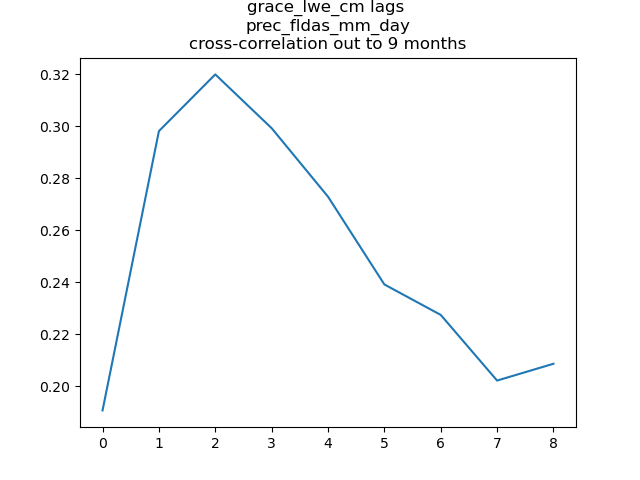 grace_lwe_cm lags
prec_fldas_mm_day
cross-correlation out to 9 months
0.32
0.30
0.28
0.26
0.24
0.22
0.20
0 1 2 3 4 5 6 7 8